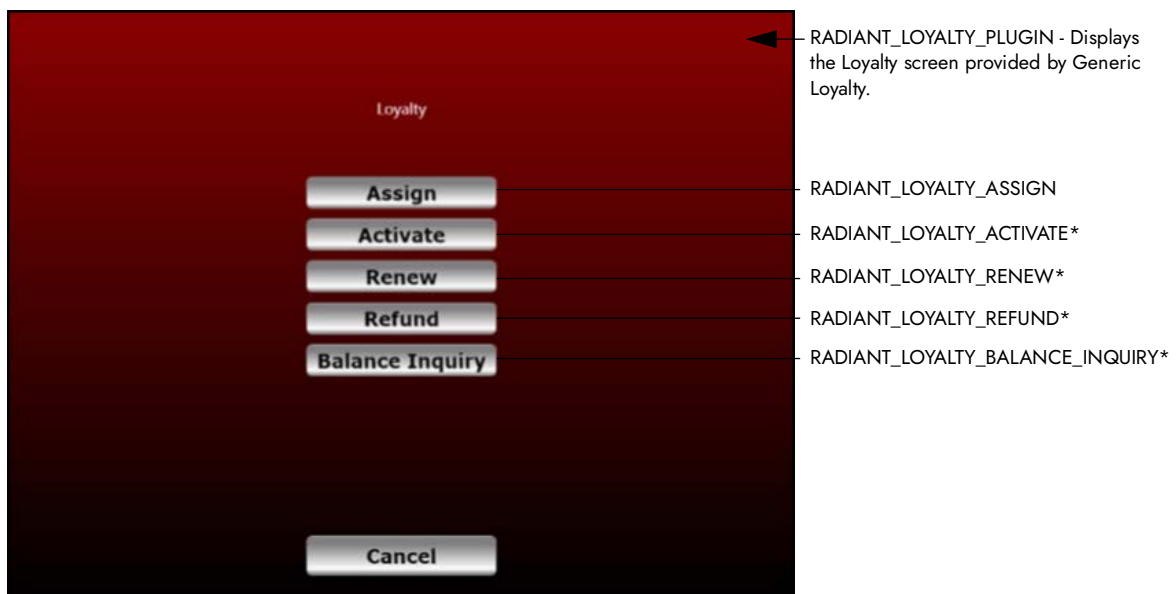 RADIANT_LOYALTY_PLUGIN - Displays
the Loyalty screen provided by Generic
Loyalty.
Loyalty
Assign
RADIANT_LOYALTY_ASSIGN
Activate
RADIANT_LOYALTY_ACTIVATE*
Renew
RADIANT_LOYALTY_RENEW*
Refund
RADIANT_LOYALTY_REFUND*
Balance Inquiry
RADIANT_LOYALTY_BALANCE_INQUIRY*
Cancel